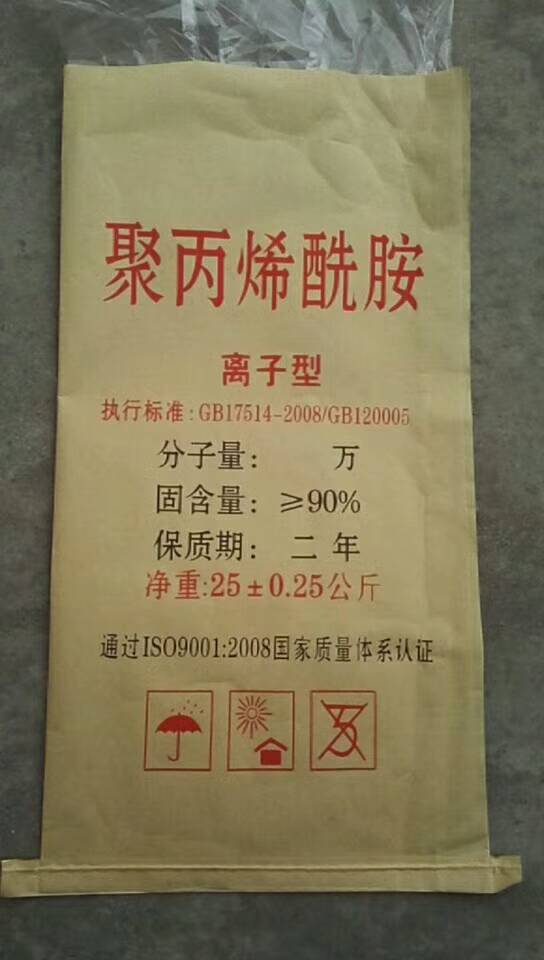 聚丙烯酰胺
离子型
执行标准:GB17514-2008/GB120005
分子量: 万
固含量: ≥90%
保质期: 二年
净重:25±0.25公斤
通过ISO9001:2008国家质量体系认证